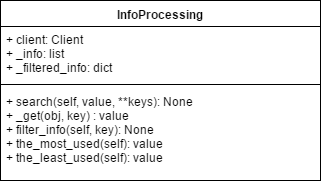 InfoProcessing
+ client: Client
+ _info: list
+ _filtered_info: dict
+ search(self, value, **keys): None
+ _get(obj, key) : value
+ filter_info(self, key): None
+ the_most_used(self): value
+ the_least_used(self): value